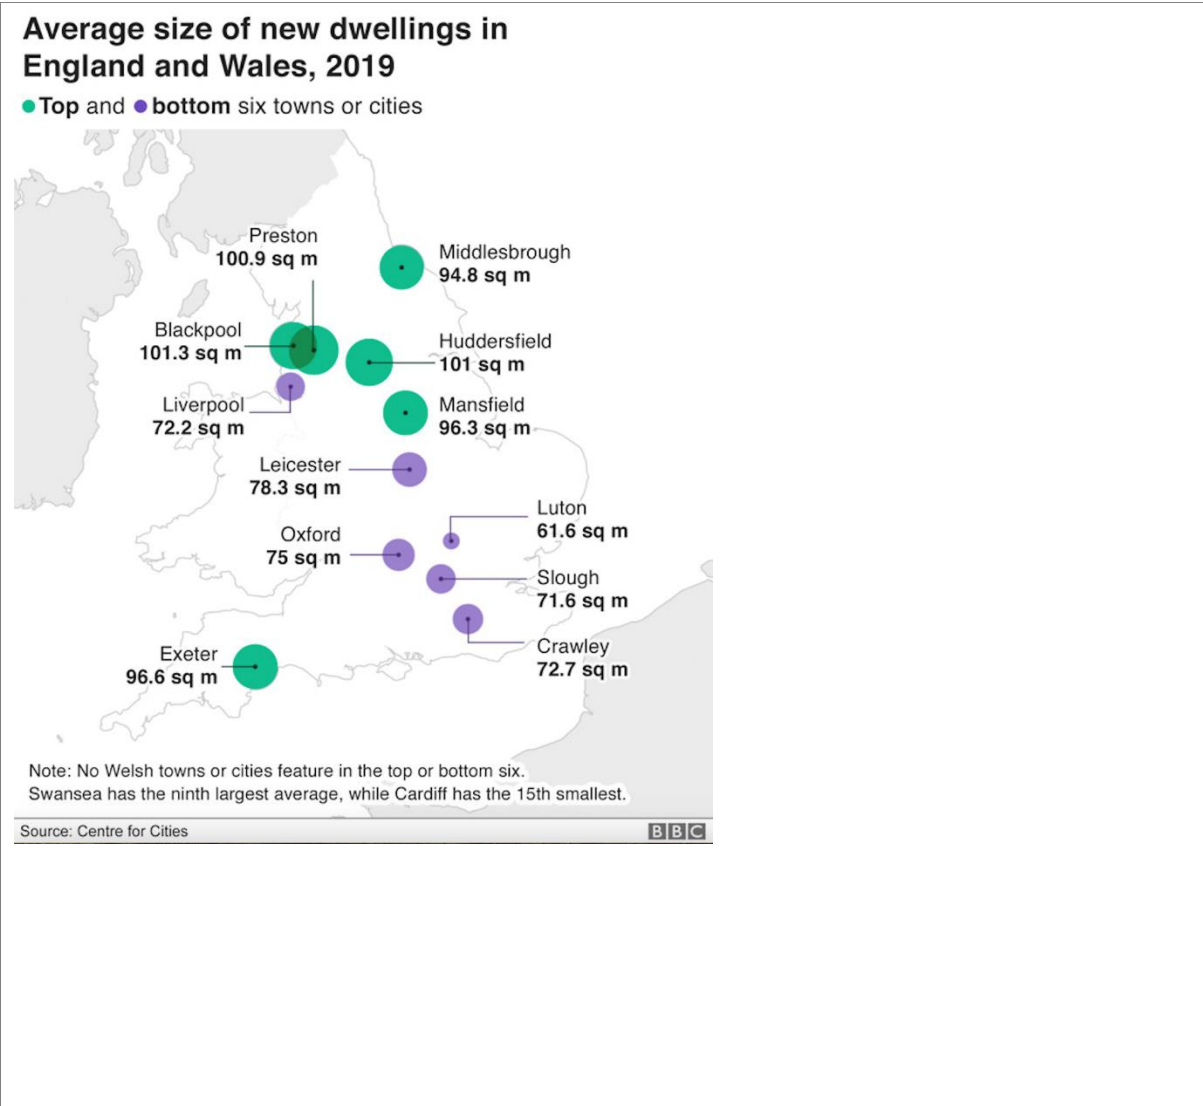 Average size of new dwellings in
England and Wales, 2019
Top and bottom six towns or cities
Preston
100.9 sq m
Middlesbrough
94.8 sq m
Blackpool
101.3 sq m
Huddersfield
101 sq m
Liverpool
72.2 sq m
Mansfield
96.3 sq m
Leicester
78.3 sq m
Luton
61.6 sq m
Oxford
75 sq m
Slough
71.6 sq m
Crawley
72.7 sq m
Exeter
96.6 sq m
Note: No Welsh towns or cities feature in the top or bottom six.
Swansea has the ninth largest average, while Cardiff has the 15th smallest.
Source: Centre for Cities
BBC